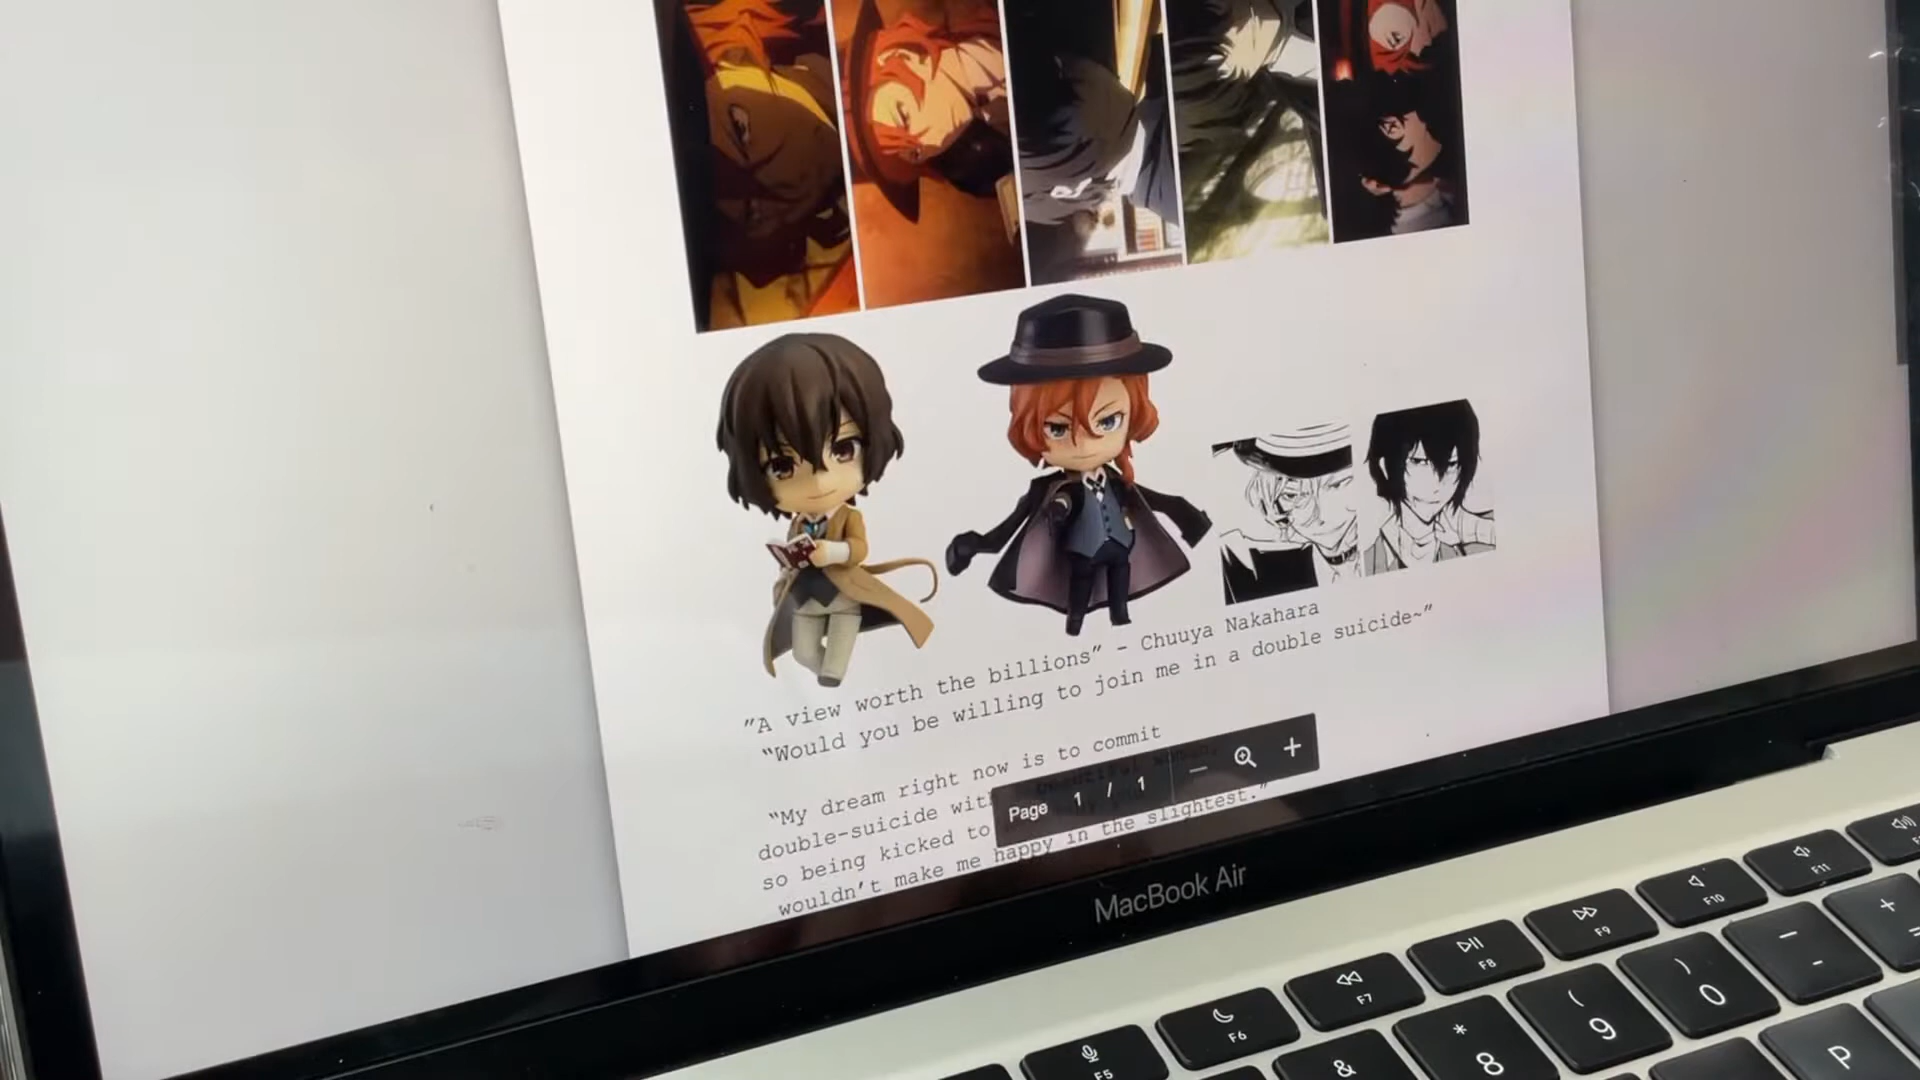 "A view worth the billions" - Chuuya Nakahara
"Would you be willing to join me in a double suicide~"
"My dream right now is to commit
double-suicide with
so being kicked to
wouldn't make me happy in the slightest."
Page 1 / 1
MacBook Air
F5
F6
F7
F8
F9
F10
F11
&
* 8
( 9
) 0
-
+ =
P